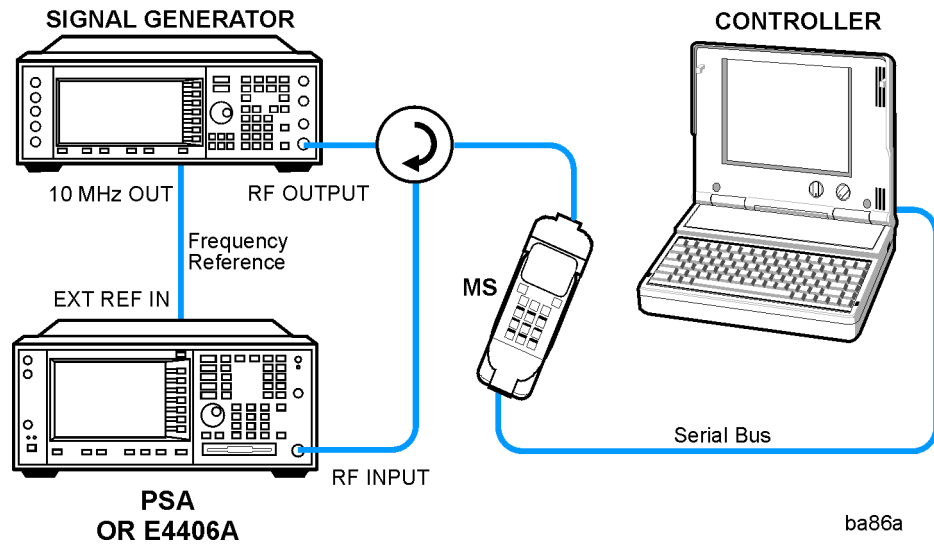 SIGNAL GENERATOR
CONTROLLER
10 MHz OUT
RF OUTPUT
Frequency
Reference
MS
EXT REF IN
Serial Bus
RF INPUT
PSA
OR E4406A
ba86a